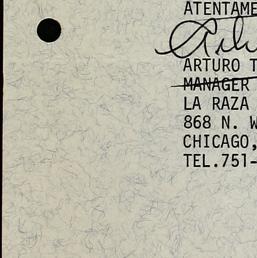 ATENTAME
ARTURO T
MANAGER
LA RAZA
868 N. W
CHICAGO,
TEL.751-